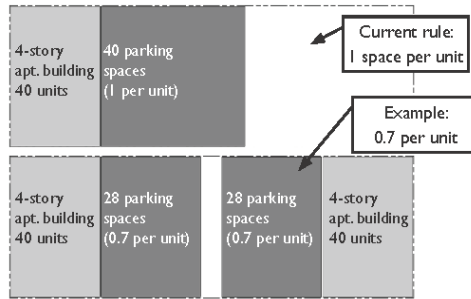 4-story
apt. building
40 units
40 parking
spaces
(1 per unit)
Current rule:
1 space per unit
Example:
0.7 per unit
4-story
apt. building
40 units
28 parking
spaces
(0.7 per unit)
28 parking
spaces
(0.7 per unit)
4-story
apt. building
40 units